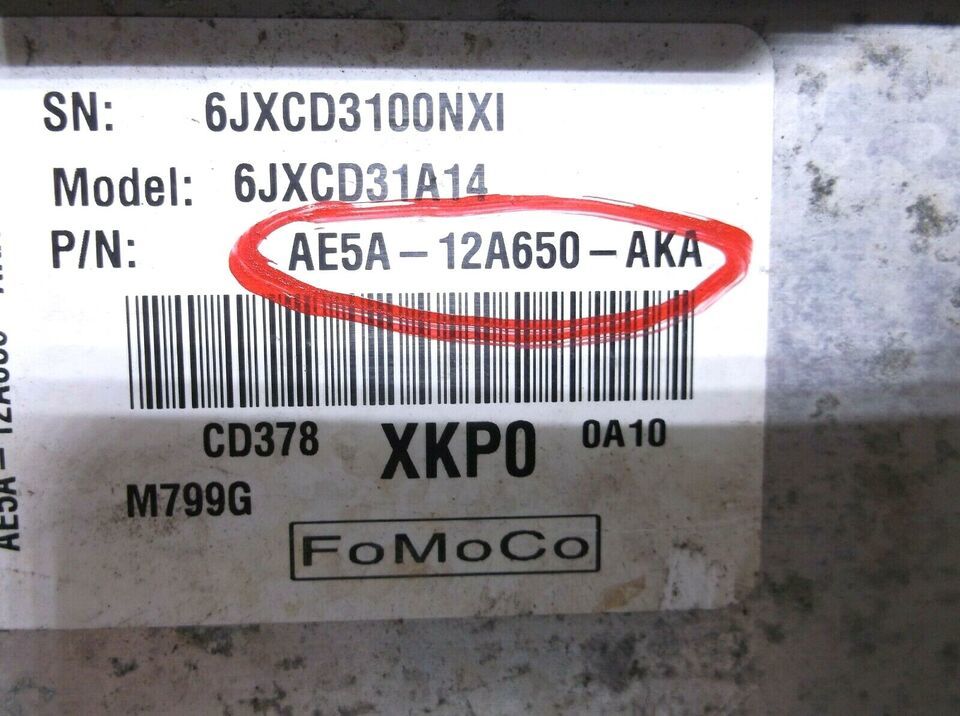 SN: 6JXCD3100NXI
Model: 6JXCD31A14
P/N: AE5A-12A650-AKA
CD378 XKP0 0A10
M799G
FoMoCo